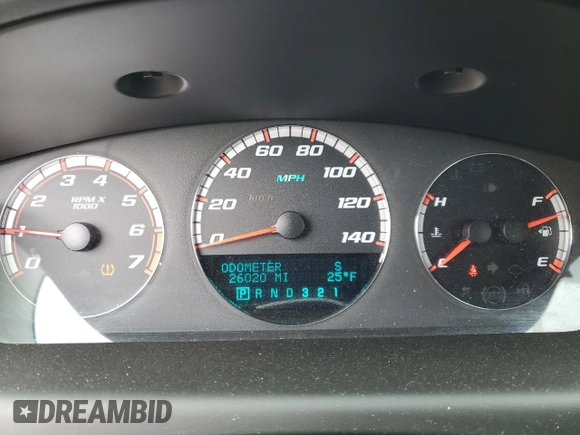 60 80
40 MPH 100
20 km/h 120
0 140
3 4
2 5
1 RPM X 1000 6
0 7
H F
C E
ODOMETER S
26020 MI 25°F
P R N D 3 2 1
DREAMBID